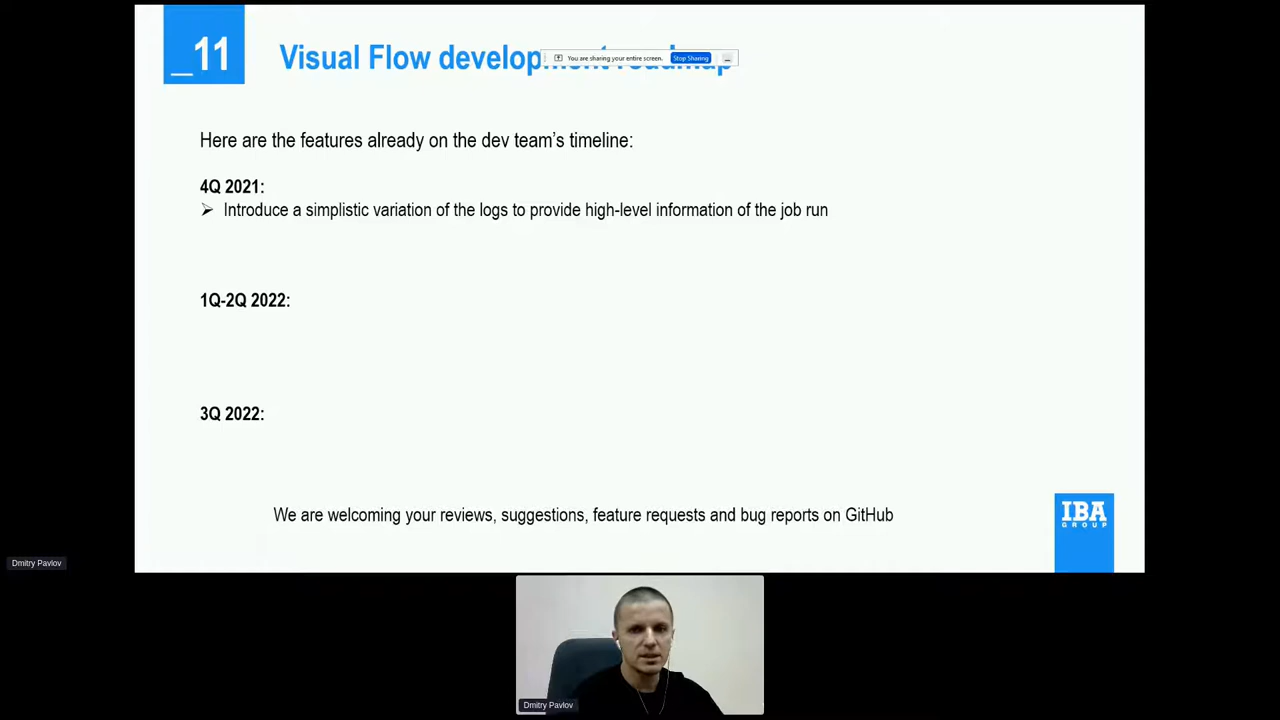 _11
Visual Flow development roadmap
You are sharing your entire screen.
Stop Sharing
Here are the features already on the dev team's timeline:
4Q 2021:
➢ Introduce a simplistic variation of the logs to provide high-level information of the job run
1Q-2Q 2022:
3Q 2022:
We are welcoming your reviews, suggestions, feature requests and bug reports on GitHub
IBA
GROUP
Dmitry Pavlov
Dmitry Pavlov